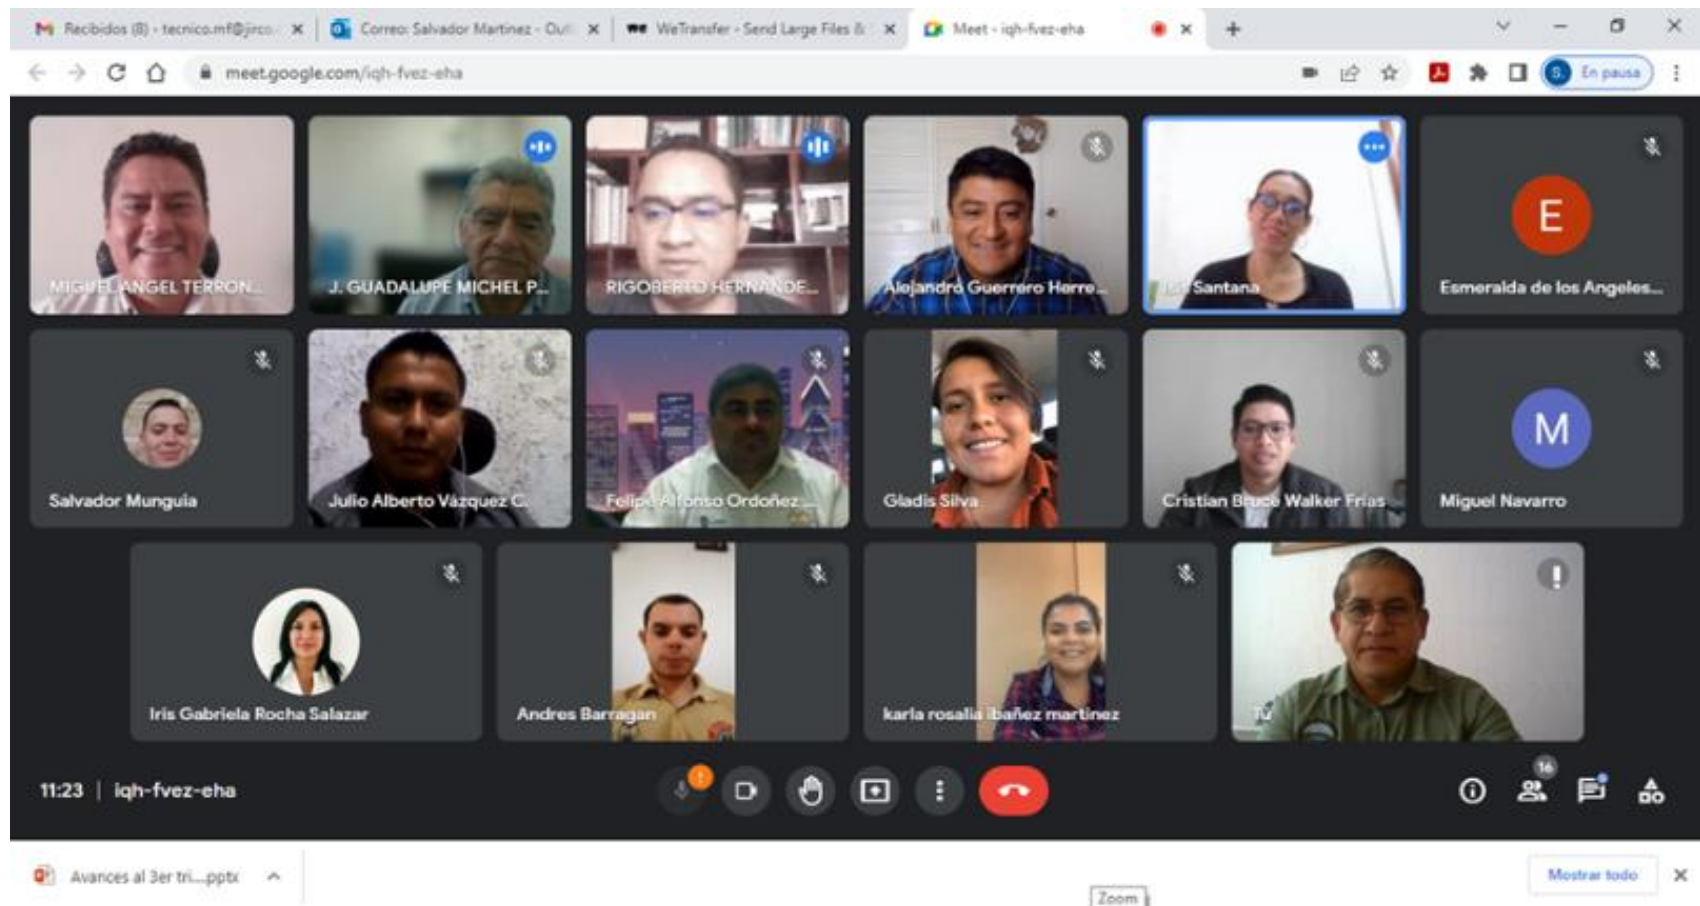 Recibidos (8) - tecnico.mf@jirco
Correo: Salvador Martinez - Out
WeTransfer - Send Large Files &
Meet - iqh-fvez-eha
meet.google.com/iqh-fvez-eha
S.
En pausa
MIGUEL ANGEL TERRON...
J. GUADALUPE MICHEL P...
RIGOBERTO HERNANDE...
Alejandro Guerrero Herre...
Santana
E
Esmeralda de los Angeles...
Salvador Munguia
Julio Alberto Vázquez C.
Felipe Alfonso Ordoñez ...
Gladis Silva
Cristian Bruce Walker Frias
M
Miguel Navarro
Iris Gabriela Rocha Salazar
Andres Barragan
karla rosalia ibañez martinez
Tú
11:23 | iqh-fvez-eha
16
Avances al 3er tri....pptx
Mostrar todo
Zoom